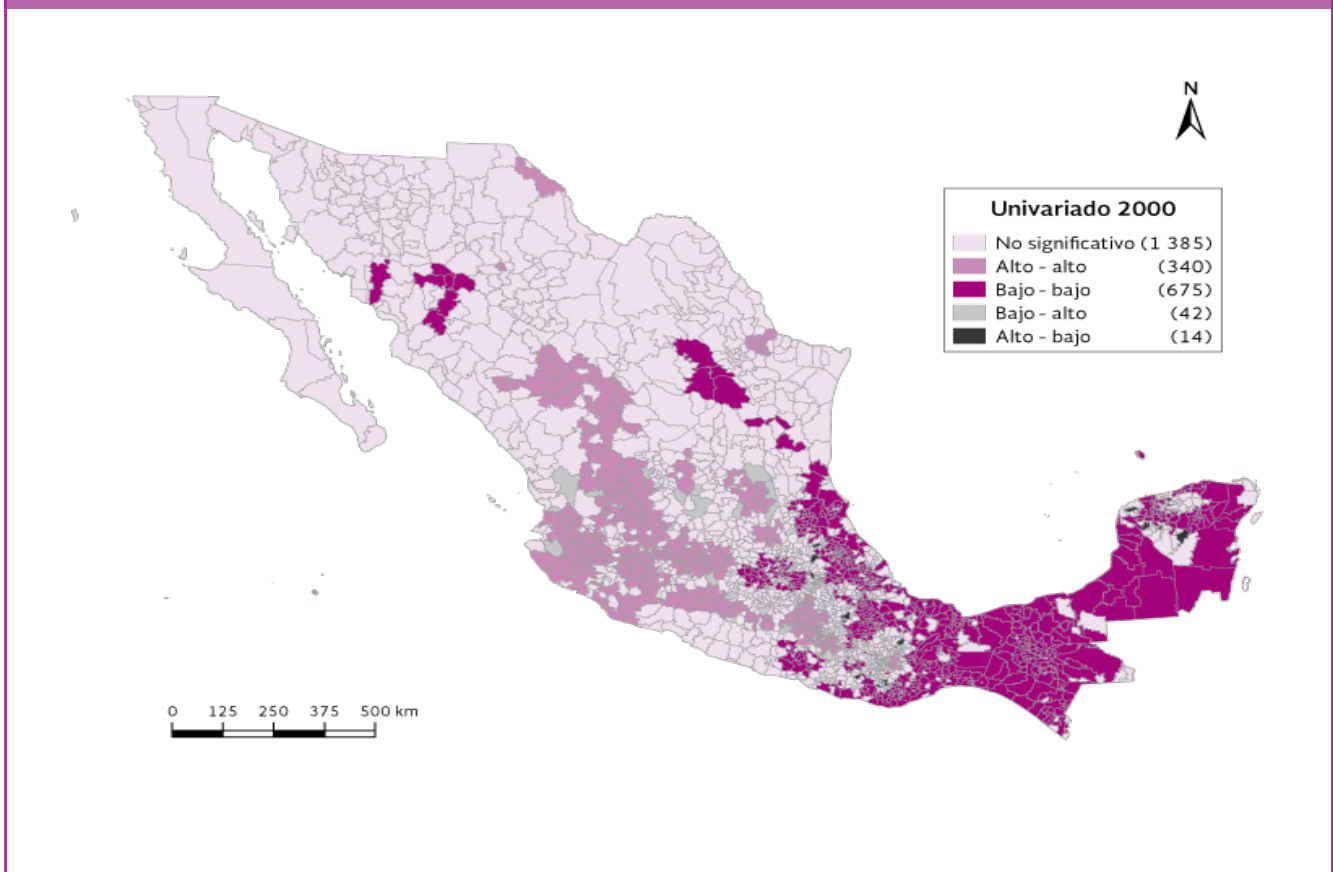 N
Univariado 2000
No significativo (1 385)
Alto - alto (340)
Bajo - bajo (675)
Bajo - alto (42)
Alto - bajo (14)
0 125 250 375 500 km